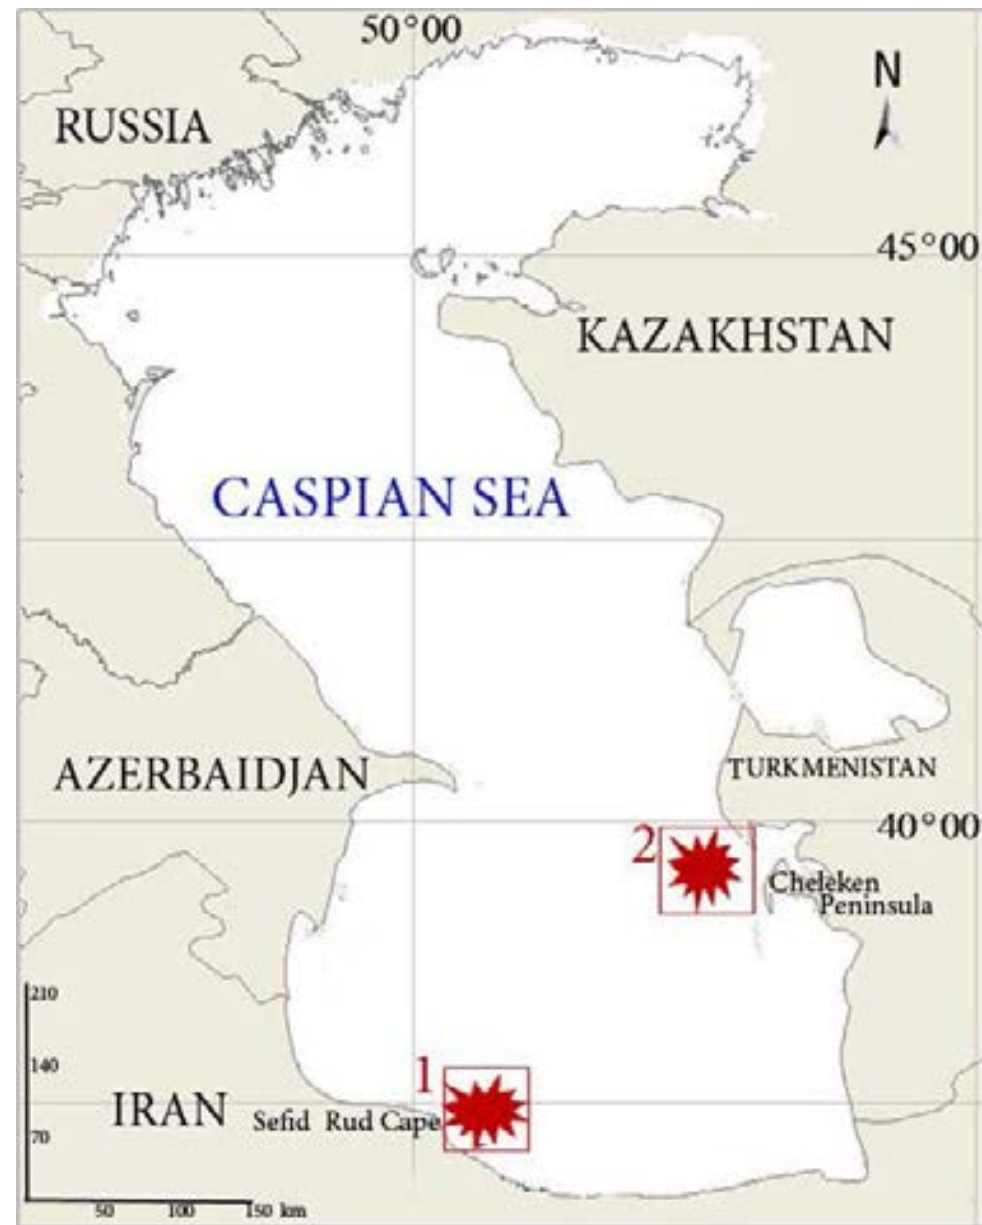 50°00
N
RUSSIA
45°00
KAZAKHSTAN
CASPIAN SEA
AZERBAIDJAN
TURKMENISTAN
40°00
2
Cheleken
Peninsula
210
140
1
IRAN
Sefid Rud Cape
70
50 100 150 km